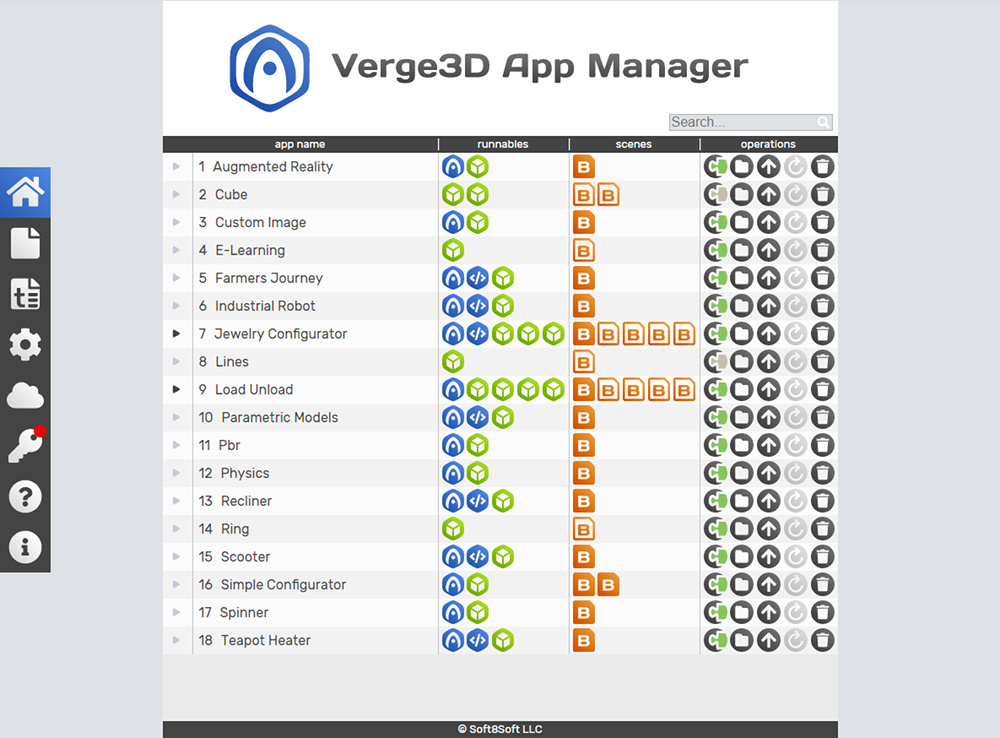 Verge3D App Manager
Search...
app name runnables scenes operations
1 Augmented Reality B
2 Cube B B
3 Custom Image B
4 E-Learning B
5 Farmers Journey </> B
6 Industrial Robot </> B
7 Jewelry Configurator </> B B B B B
8 Lines B
9 Load Unload B B B B B
10 Parametric Models </> B
11 Pbr B
12 Physics B
13 Recliner </> B
14 Ring B
15 Scooter </> B
16 Simple Configurator B B
17 Spinner B
18 Teapot Heater </> B
t
?
i
© Soft8Soft LLC